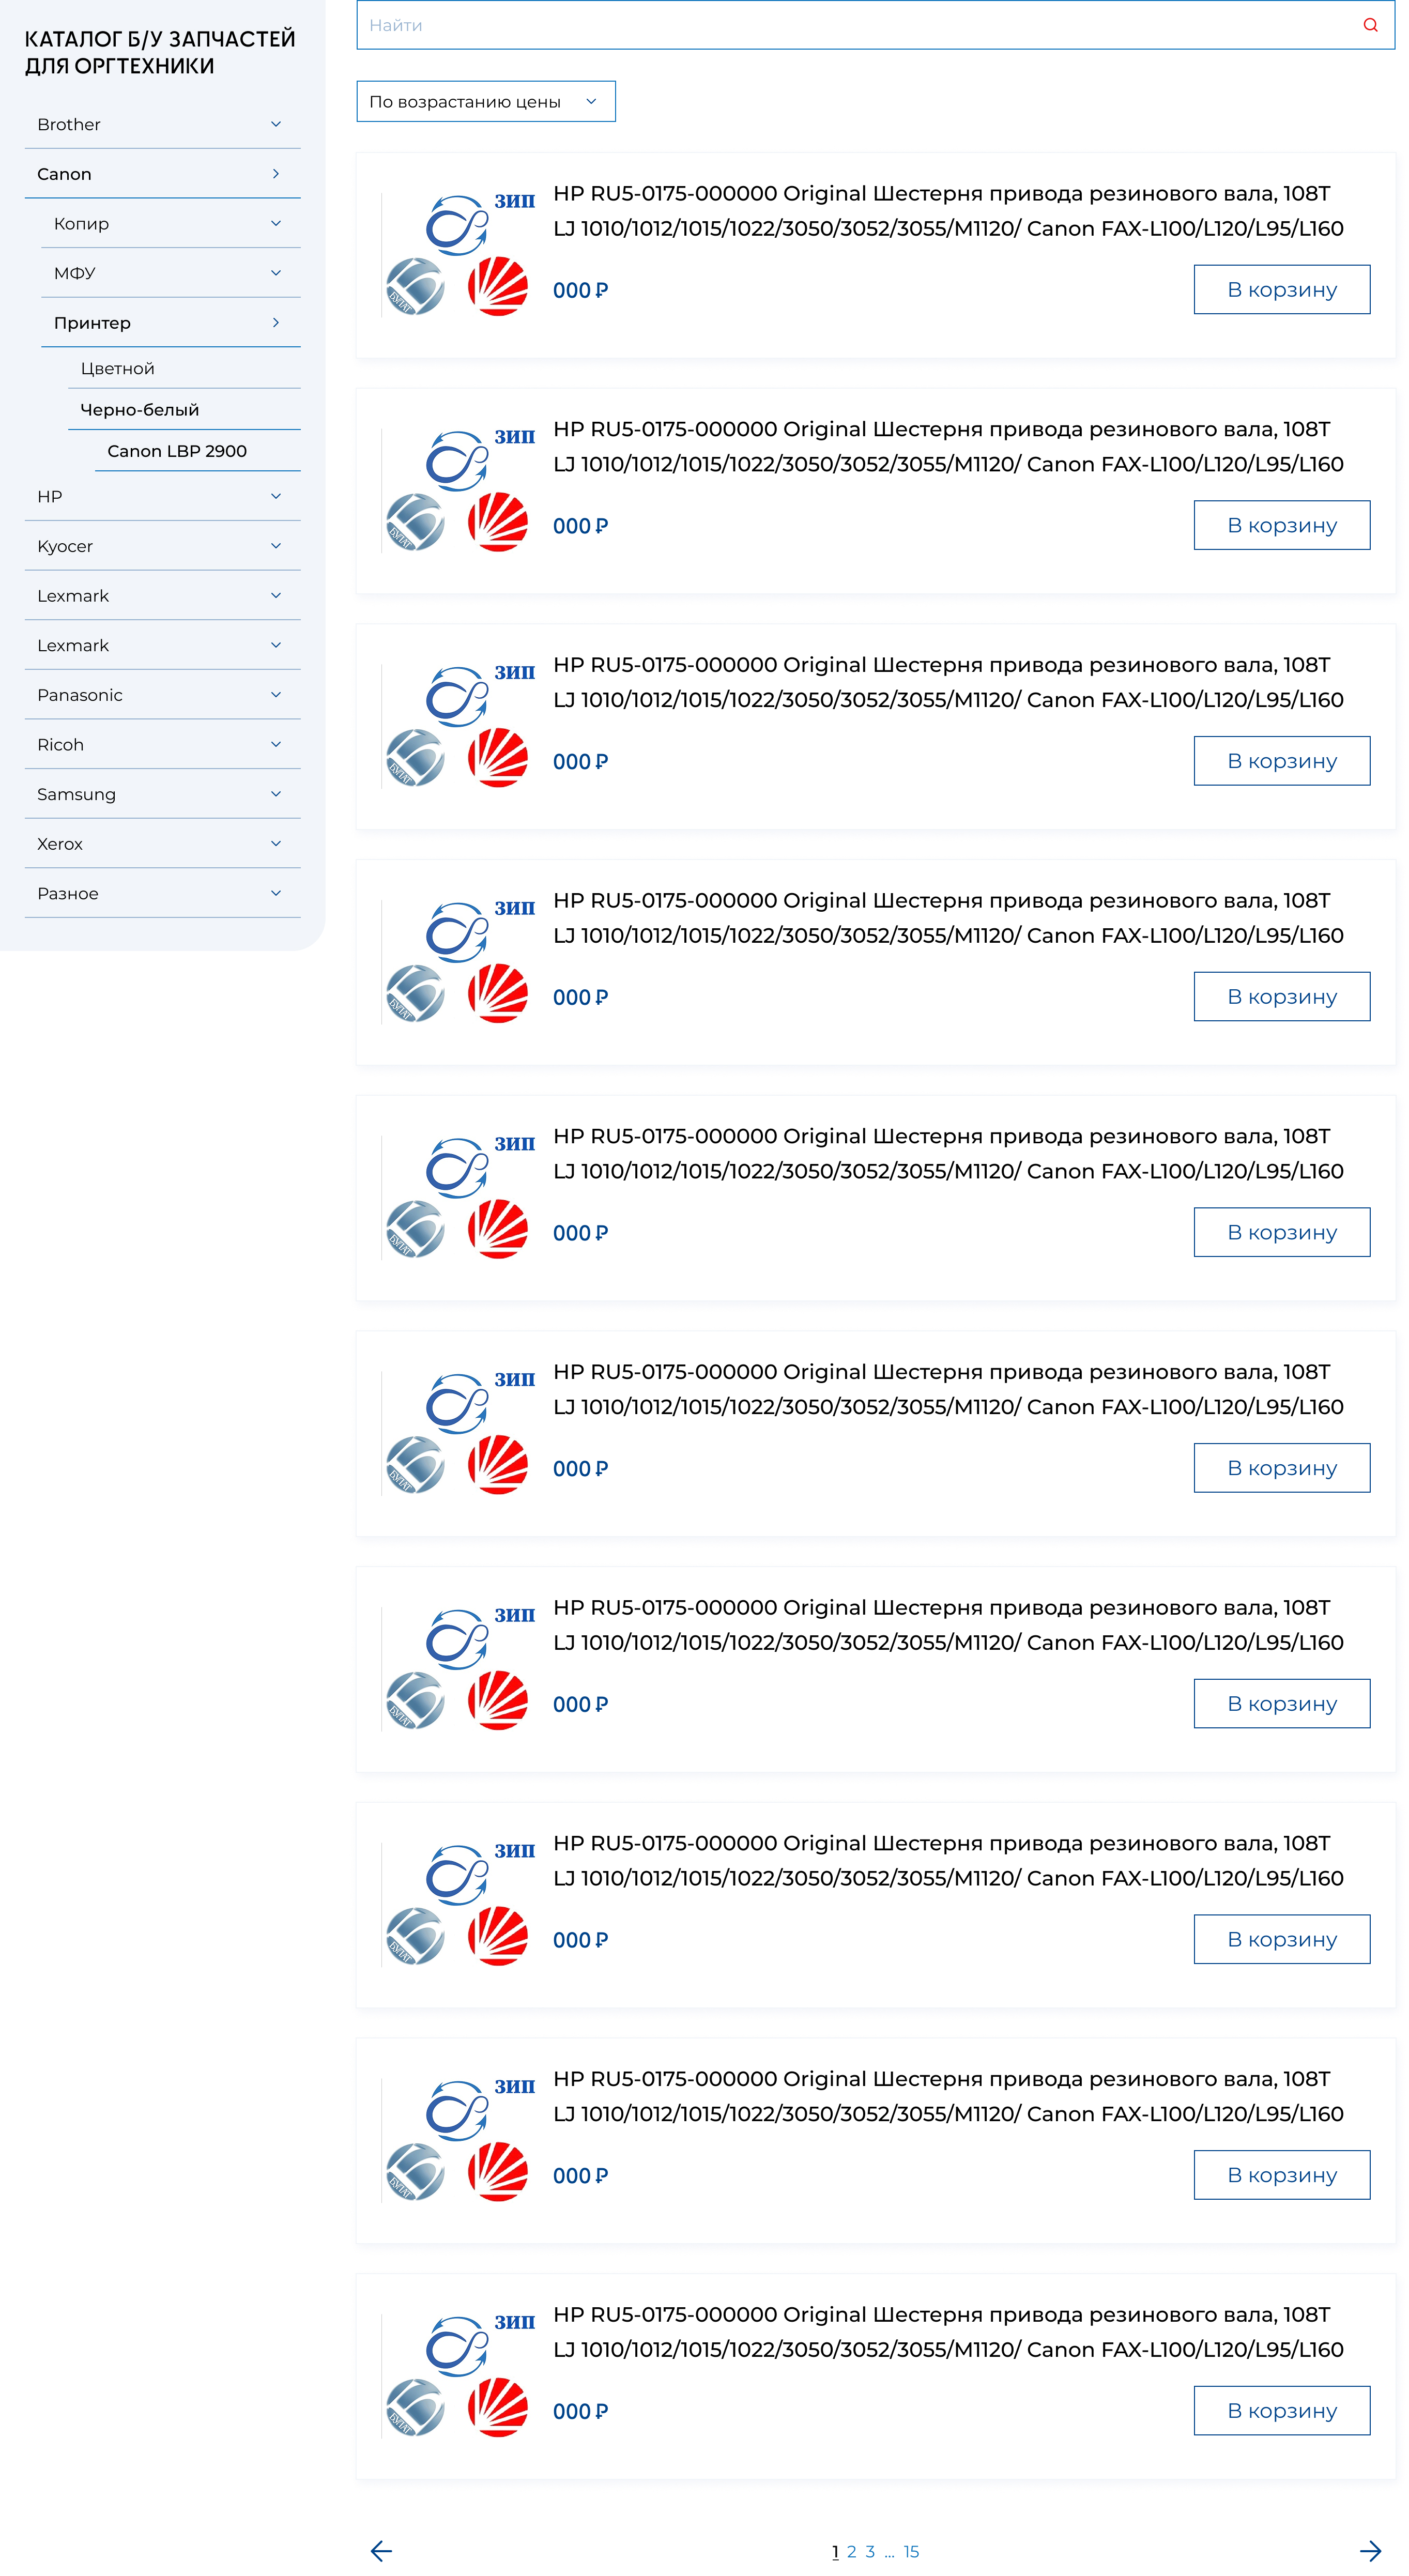 КАТАЛОГ Б/У ЗАПЧАСТЕЙ
ДЛЯ ОРГТЕХНИКИ
Brother
Canon
Копир
МФУ
Принтер
Цветной
Черно-белый
Canon LBP 2900
HP
Kyocer
Lexmark
Lexmark
Panasonic
Ricoh
Samsung
Xerox
Разное
Найти
По возрастанию цены
ЗИП
БУЛАТ
HP RU5-0175-000000 Original Шестерня привода резинового вала, 108T
LJ 1010/1012/1015/1022/3050/3052/3055/M1120/ Canon FAX-L100/L120/L95/L160
000 ₽
В корзину
ЗИП
БУЛАТ
HP RU5-0175-000000 Original Шестерня привода резинового вала, 108T
LJ 1010/1012/1015/1022/3050/3052/3055/M1120/ Canon FAX-L100/L120/L95/L160
000 ₽
В корзину
ЗИП
БУЛАТ
HP RU5-0175-000000 Original Шестерня привода резинового вала, 108T
LJ 1010/1012/1015/1022/3050/3052/3055/M1120/ Canon FAX-L100/L120/L95/L160
000 ₽
В корзину
ЗИП
БУЛАТ
HP RU5-0175-000000 Original Шестерня привода резинового вала, 108T
LJ 1010/1012/1015/1022/3050/3052/3055/M1120/ Canon FAX-L100/L120/L95/L160
000 ₽
В корзину
ЗИП
БУЛАТ
HP RU5-0175-000000 Original Шестерня привода резинового вала, 108T
LJ 1010/1012/1015/1022/3050/3052/3055/M1120/ Canon FAX-L100/L120/L95/L160
000 ₽
В корзину
ЗИП
БУЛАТ
HP RU5-0175-000000 Original Шестерня привода резинового вала, 108T
LJ 1010/1012/1015/1022/3050/3052/3055/M1120/ Canon FAX-L100/L120/L95/L160
000 ₽
В корзину
ЗИП
БУЛАТ
HP RU5-0175-000000 Original Шестерня привода резинового вала, 108T
LJ 1010/1012/1015/1022/3050/3052/3055/M1120/ Canon FAX-L100/L120/L95/L160
000 ₽
В корзину
ЗИП
БУЛАТ
HP RU5-0175-000000 Original Шестерня привода резинового вала, 108T
LJ 1010/1012/1015/1022/3050/3052/3055/M1120/ Canon FAX-L100/L120/L95/L160
000 ₽
В корзину
ЗИП
БУЛАТ
HP RU5-0175-000000 Original Шестерня привода резинового вала, 108T
LJ 1010/1012/1015/1022/3050/3052/3055/M1120/ Canon FAX-L100/L120/L95/L160
000 ₽
В корзину
ЗИП
БУЛАТ
HP RU5-0175-000000 Original Шестерня привода резинового вала, 108T
LJ 1010/1012/1015/1022/3050/3052/3055/M1120/ Canon FAX-L100/L120/L95/L160
000 ₽
В корзину
1 2 3 ... 15